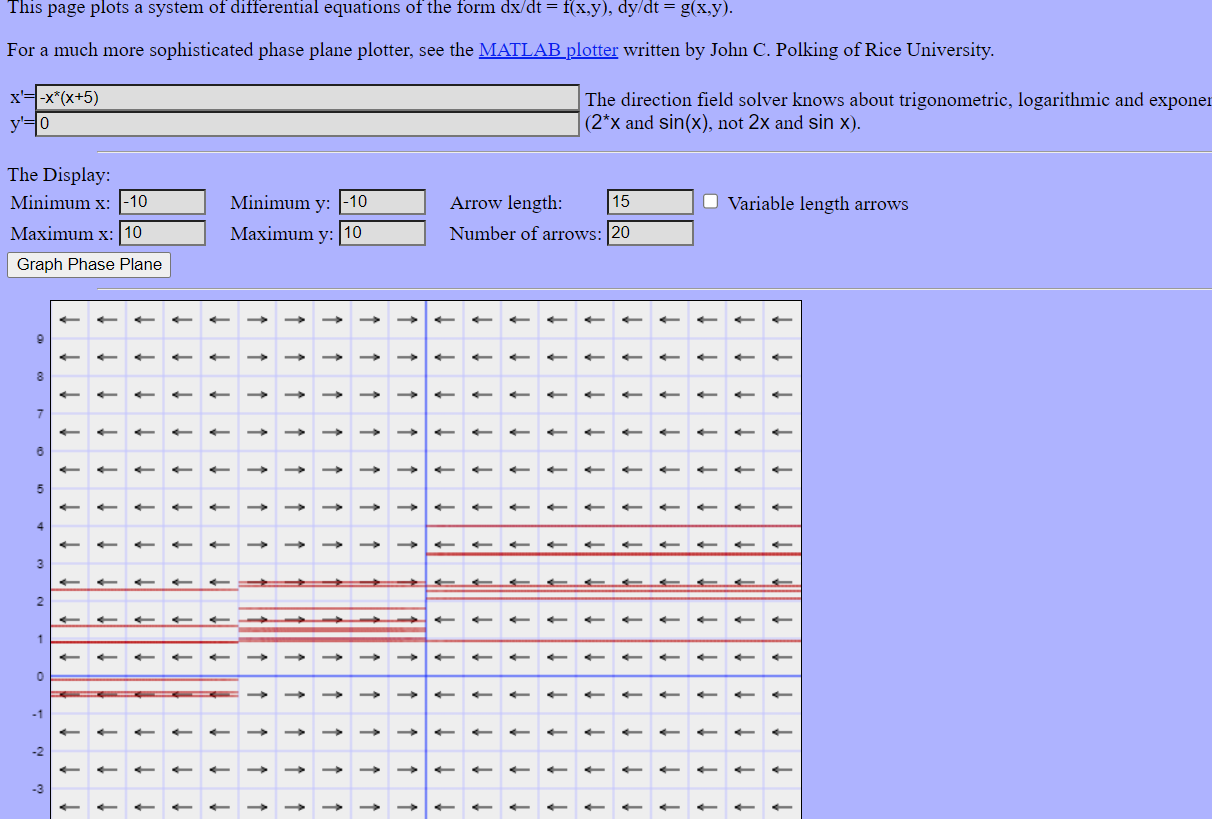 This page plots a system of differential equations of the form dx/dt = f(x,y), dy/dt = g(x,y).
For a much more sophisticated phase plane plotter, see the MATLAB plotter written by John C. Polking of Rice University.
x'= -x*(x+5) The direction field solver knows about trigonometric, logarithmic and
y'= 0 (2*x and sin(x), not 2x and sin x).
The Display:
Minimum x: -10 Minimum y: -10 Arrow length: 15 Variable length arrows
Maximum x: 10 Maximum y: 10 Number of arrows: 20
Graph Phase Plane
9
8
7
6
5
4
3
2
1
0
-1
-2
-3